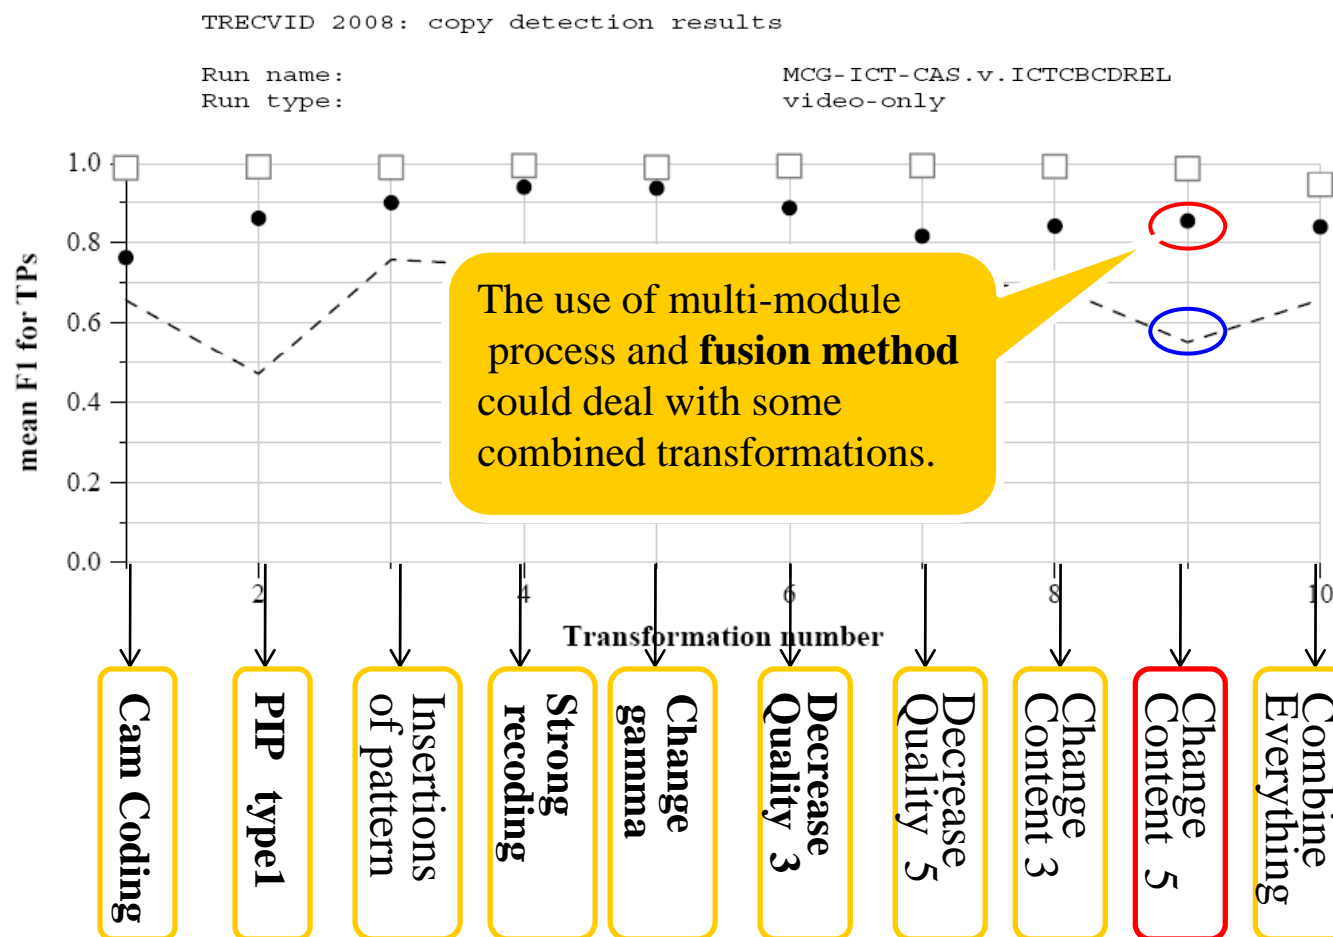 TRECVID 2008: copy detection results
Run name: MCG-ICT-CAS.v.ICTCBCDREL
Run type: video-only
1.0
0.8
0.6
0.4
0.2
0.0
mean F1 for TPs
The use of multi-module
process and fusion method
could deal with some
combined transformations.
2 4 6 8 10
Transformation number
Cam Coding
PIP type1
Insertions
of pattern
Strong
recoding
Change
gamma
Decrease
Quality 3
Decrease
Quality 5
Change
Content 3
Change
Content 5
Combine
Everything